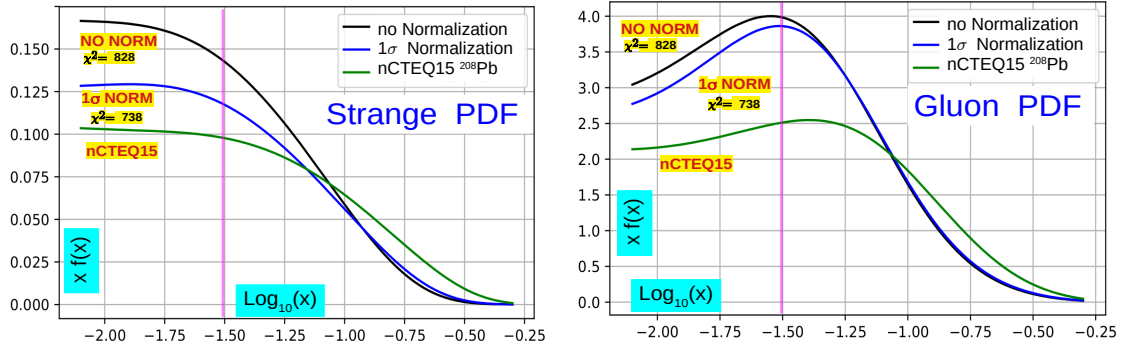 no Normalization
1σ Normalization
nCTEQ15 ²⁰⁸Pb
NO NORM
χ²= 828
1σ NORM
χ²= 738
nCTEQ15
Strange PDF
x f(x)
Log₁₀(x)
0.150
0.125
0.100
0.075
0.050
0.025
0.000
−2.00 −1.75 −1.50 −1.25 −1.00 −0.75 −0.50 −0.25
no Normalization
1σ Normalization
nCTEQ15 ²⁰⁸Pb
NO NORM
χ²= 828
1σ NORM
χ²= 738
nCTEQ15
Gluon PDF
x f(x)
Log₁₀(x)
4.0
3.5
3.0
2.5
2.0
1.5
1.0
0.5
0.0
−2.00 −1.75 −1.50 −1.25 −1.00 −0.75 −0.50 −0.25